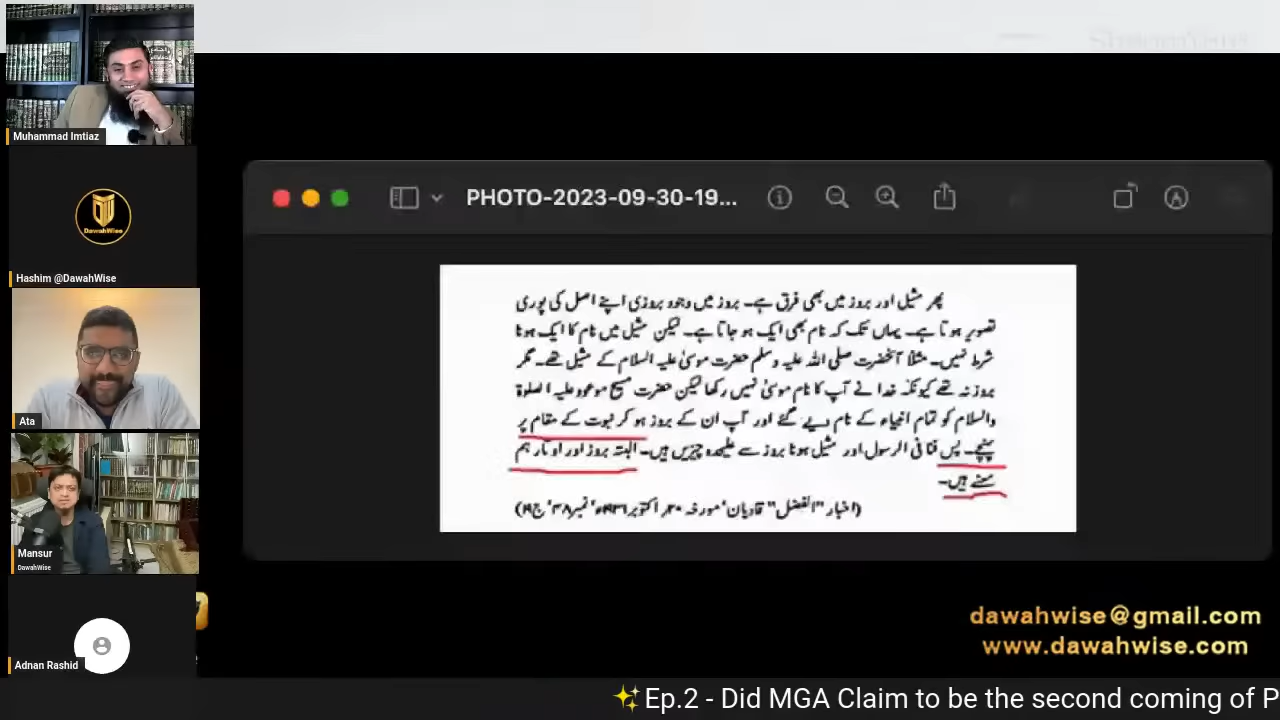 Muhammad Imtiaz
DawahWise
Hashim @DawahWise
Ata
Mansur
DawahWise
Adnan Rashid
PHOTO-2023-09-30-19...
پھر مثیل اور بروز میں بھی فرق ہے۔ بروز میں وجود بروزی اپنے اصل کی پوری
تصویر ہوتا ہے۔ یہاں تک کہ نام بھی ایک ہو جاتا ہے۔ لیکن مثیل میں نام کا ایک ہونا
شرط نہیں۔ مثلاً آنحضرت صلی اللہ علیہ وسلم حضرت موسیٰ علیہ السلام کے مثیل تھے۔ مگر
بروز نہ تھے کیونکہ خدا نے آپ کا نام موسیٰ نہیں رکھا لیکن حضرت مسیح موعود علیہ الصلوۃ
والسلام کو تمام انبیاء کے نام دیے گئے اور آپ ان کے بروز ہو کر نبوت کے مقام پر
پہنچے۔ پس فنا فی الرسول اور مثیل ہونا بروز سے علیحدہ چیزیں ہیں۔ البتہ بروز اور اوتار ہم
معنے ہیں۔
(اخبار "الفضل" قادیان' مورخہ ۲۰ر اکتوبر
dawahwise@gmail.com
www.dawahwise.com
✨Ep.2 - Did MGA Claim to be the second coming of P